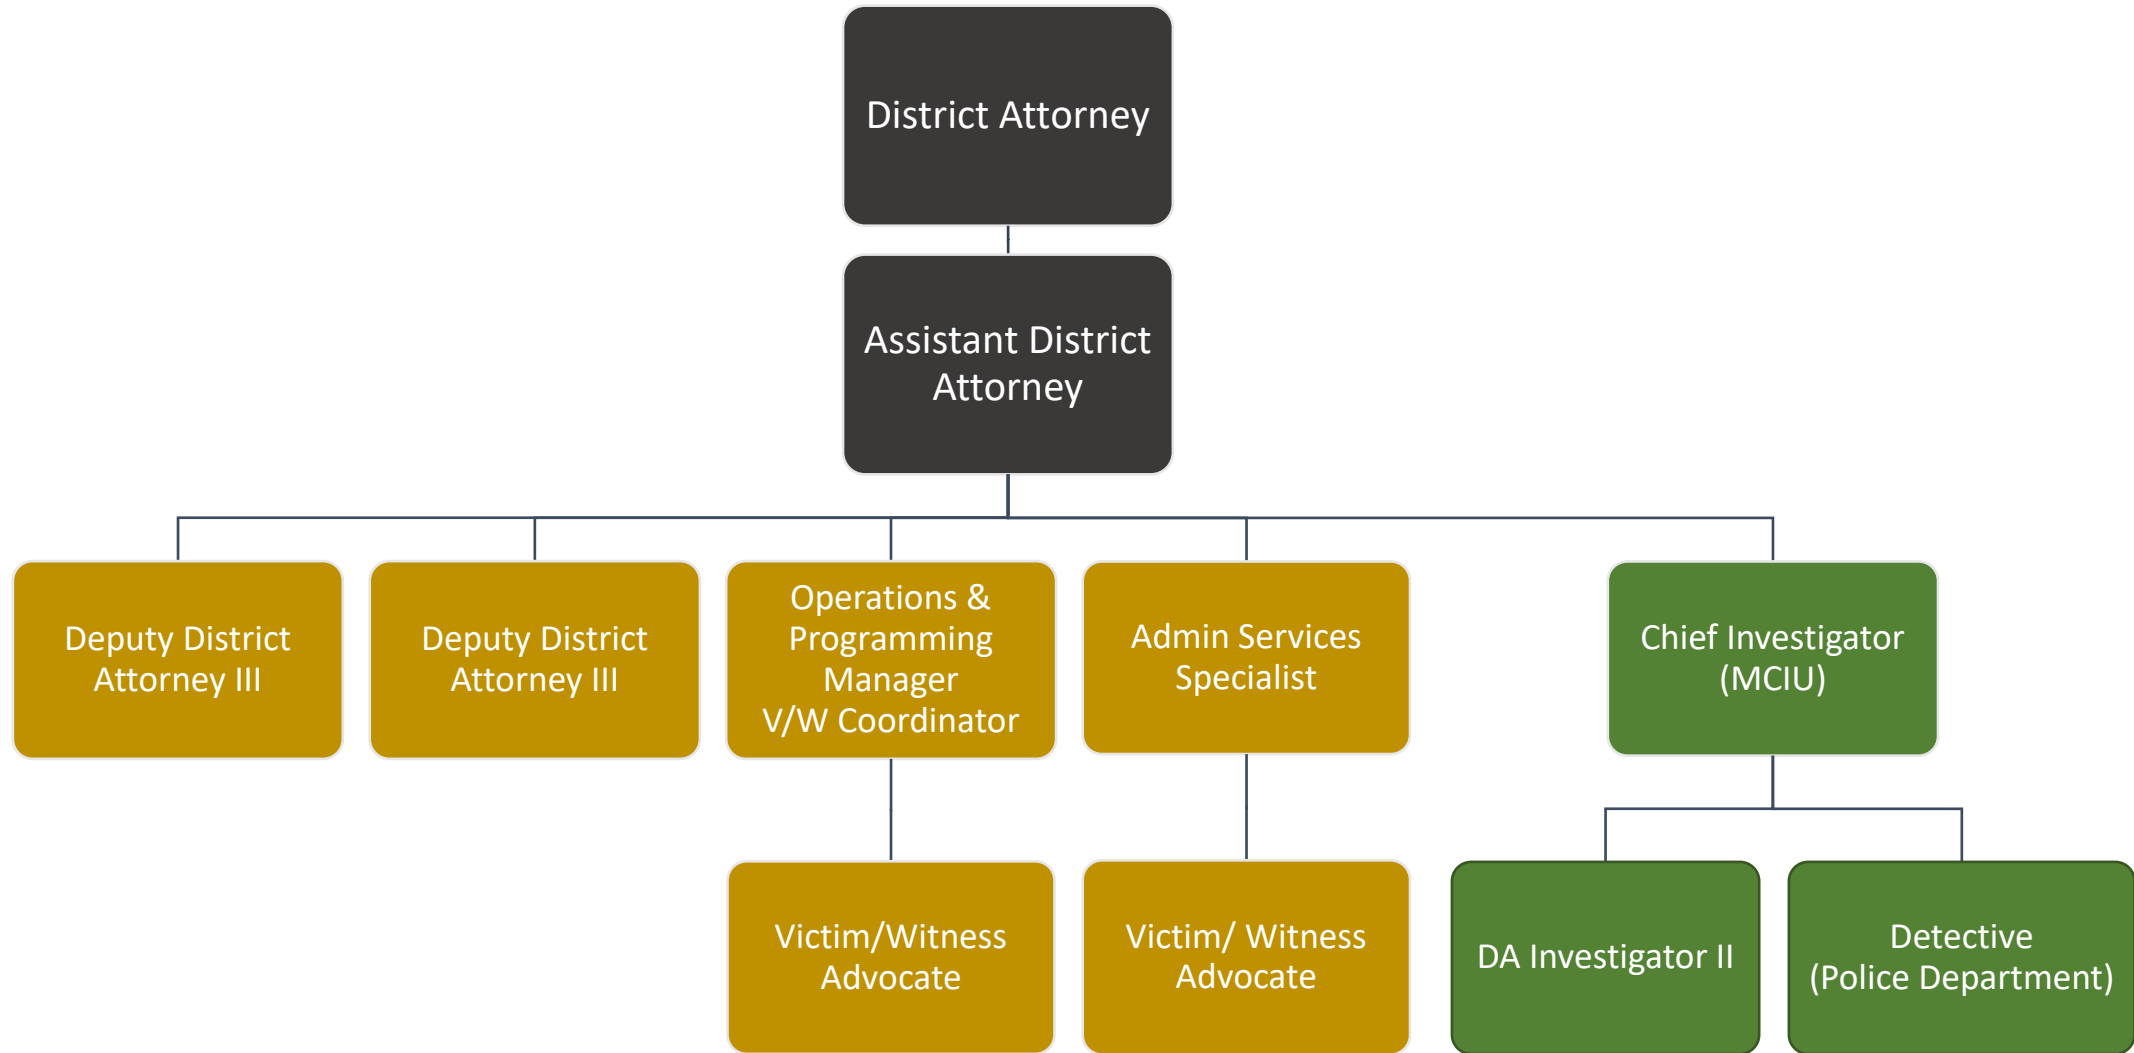 District Attorney
Assistant District
Attorney
Deputy District
Attorney III
Deputy District
Attorney III
Operations &
Programming
Manager
V/W Coordinator
Admin Services
Specialist
Chief Investigator
(MCIU)
Victim/Witness
Advocate
Victim/ Witness
Advocate
DA Investigator II
Detective
(Police Department)